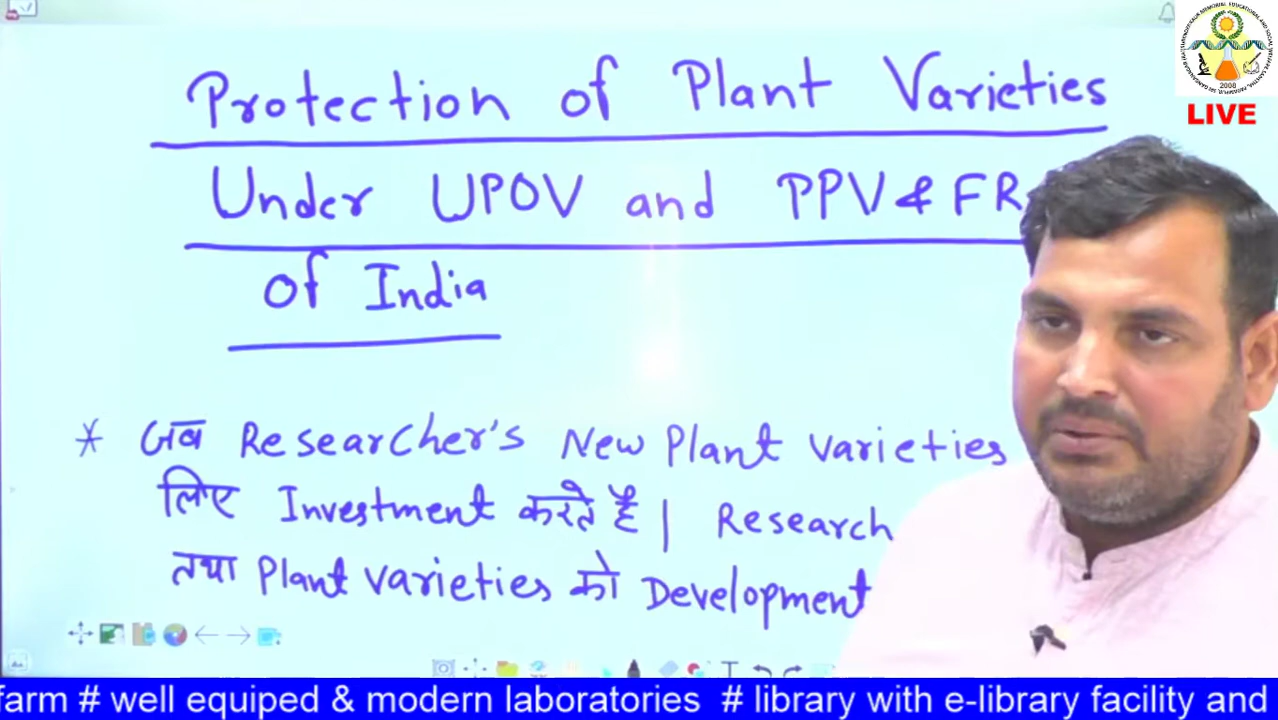 Protection of Plant Varieties
Under UPOV and PPV & FR
of India
* जब Researcher's New Plant varieties
लिए Investment करते है | Research
तथा Plant varieties को Development
2008
LIVE
farm # well equiped & modern laboratories # library with e-library facility and